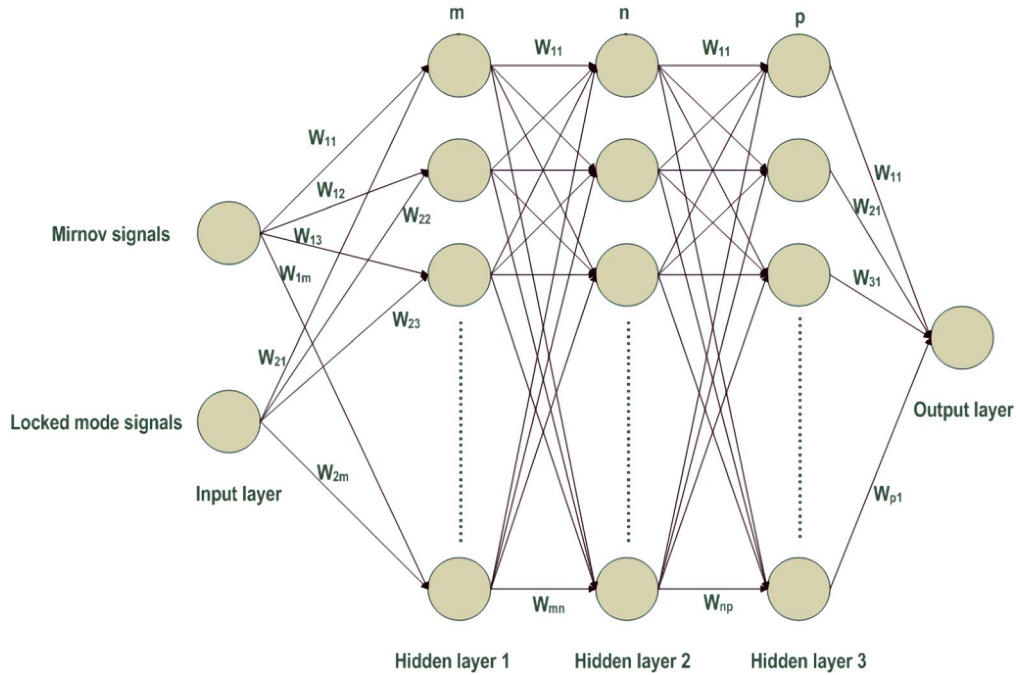 m
n
p
W11
W11
W11
W12
W22
W11
W21
Mirnov signals
W13
W1m
W31
W23
W21
Locked mode signals
Output layer
W2m
Input layer
Wp1
Wmn
Wnp
Hidden layer 1
Hidden layer 2
Hidden layer 3